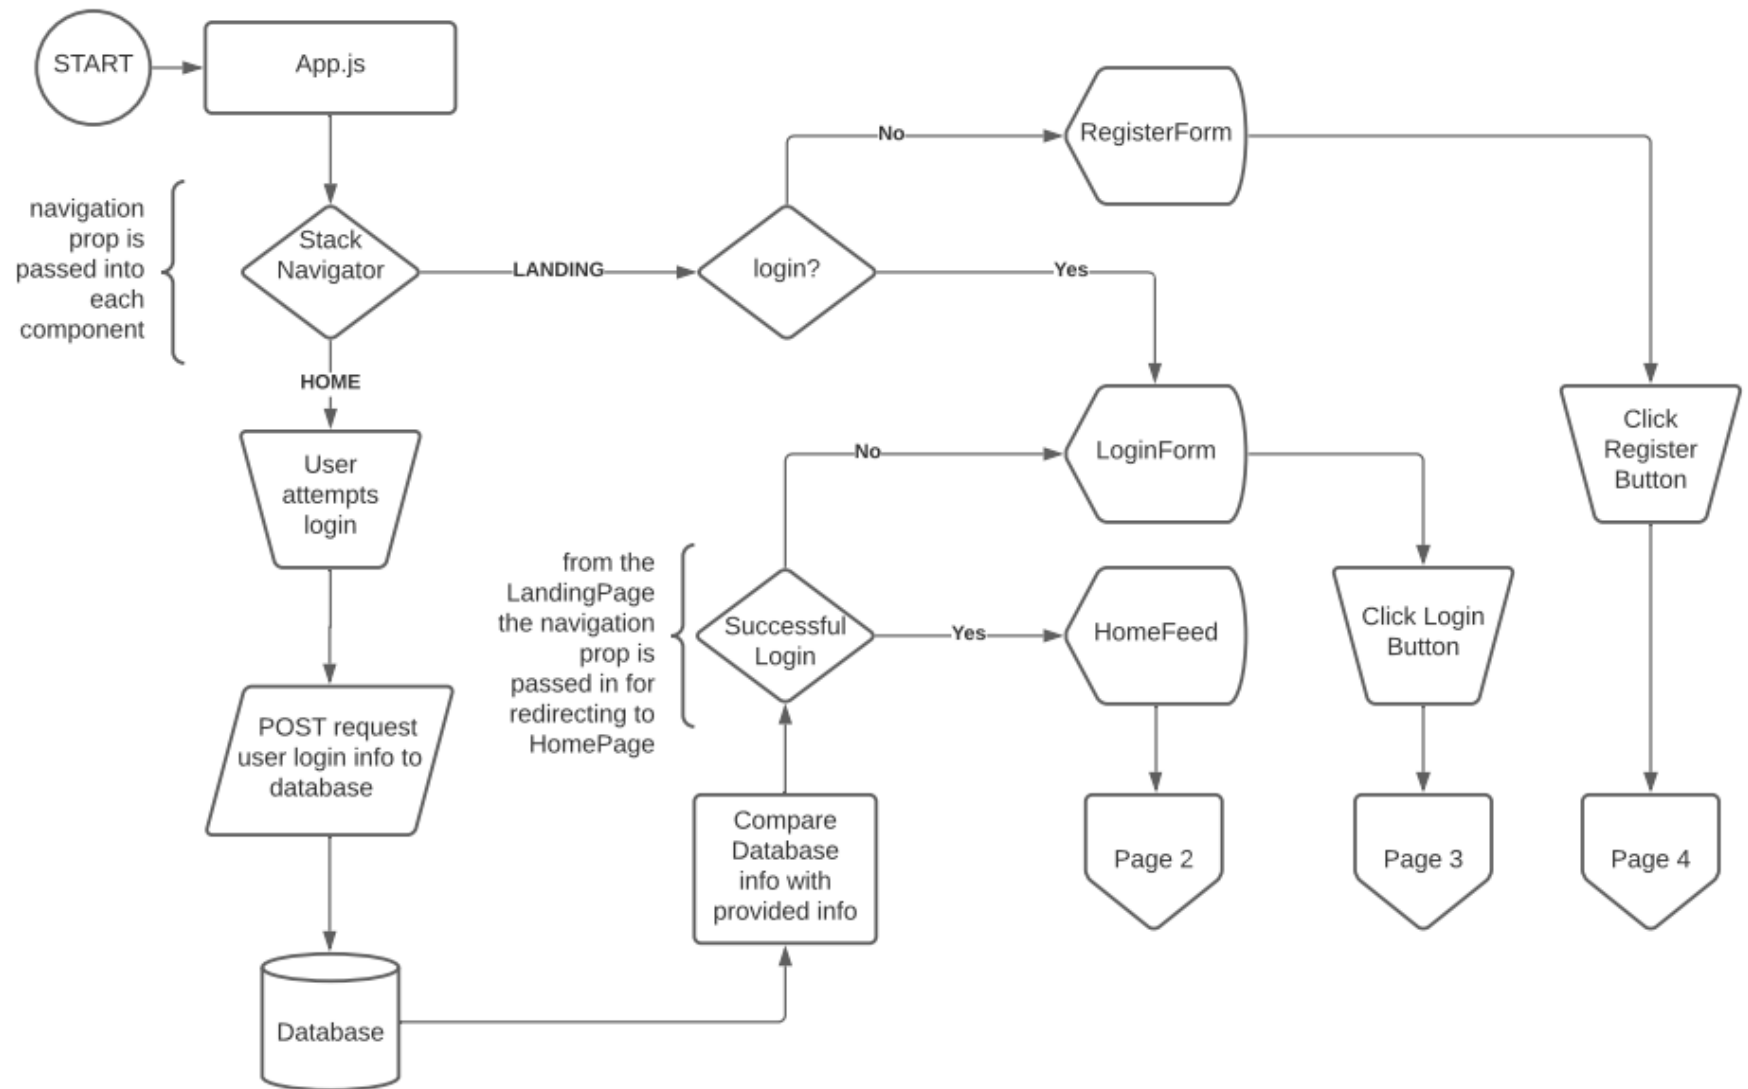 START
App.js
navigation
prop is
passed into
each
component
Stack
Navigator
LANDING
login?
No
RegisterForm
Yes
HOME
User
attempts
login
No
LoginForm
Click
Register
Button
from the
LandingPage
the navigation
prop is
passed in for
redirecting to
HomePage
Successful
Login
Yes
HomeFeed
Click Login
Button
POST request
user login info to
database
Compare
Database
info with
provided info
Page 2
Page 3
Page 4
Database